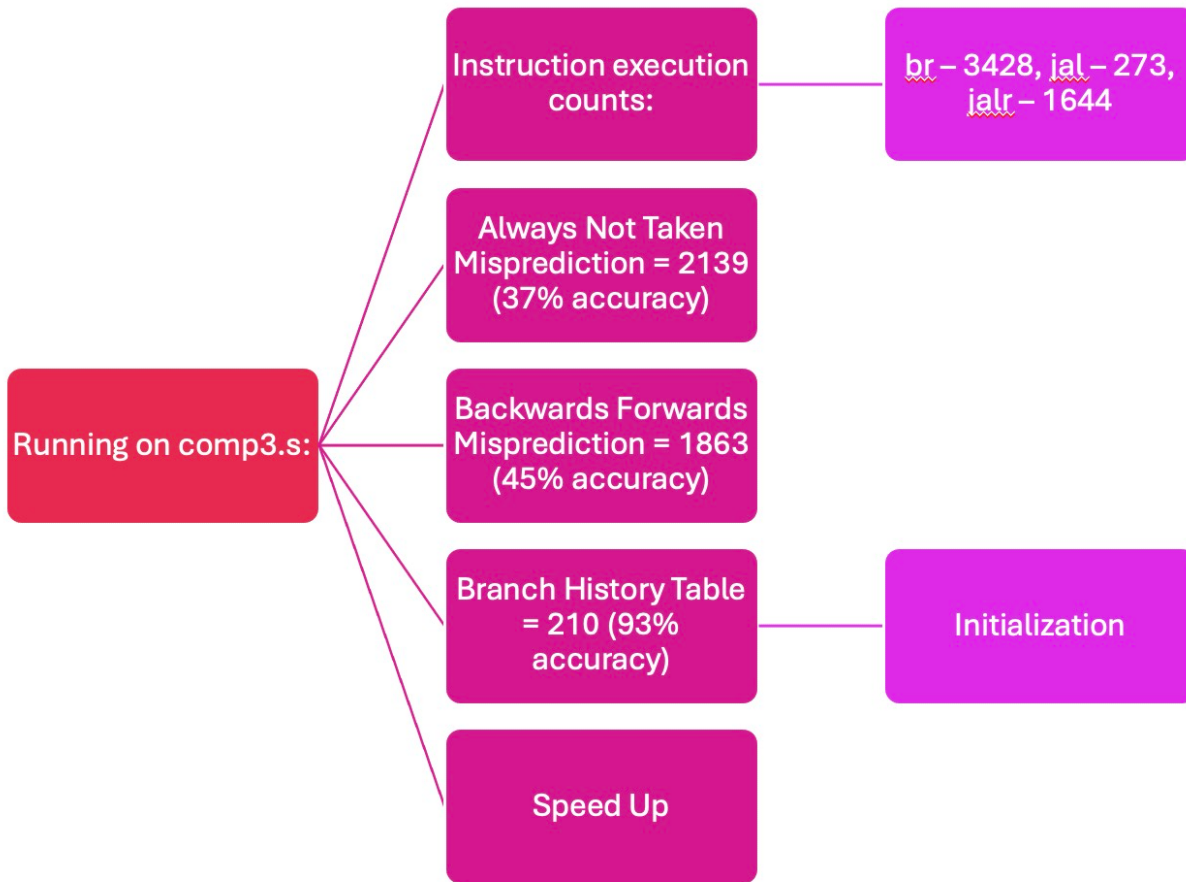 Running on comp3.s:
Instruction execution
counts:
br – 3428, jal – 273,
jalr – 1644
Always Not Taken
Misprediction = 2139
(37% accuracy)
Backwards Forwards
Misprediction = 1863
(45% accuracy)
Branch History Table
= 210 (93%
accuracy)
Initialization
Speed Up